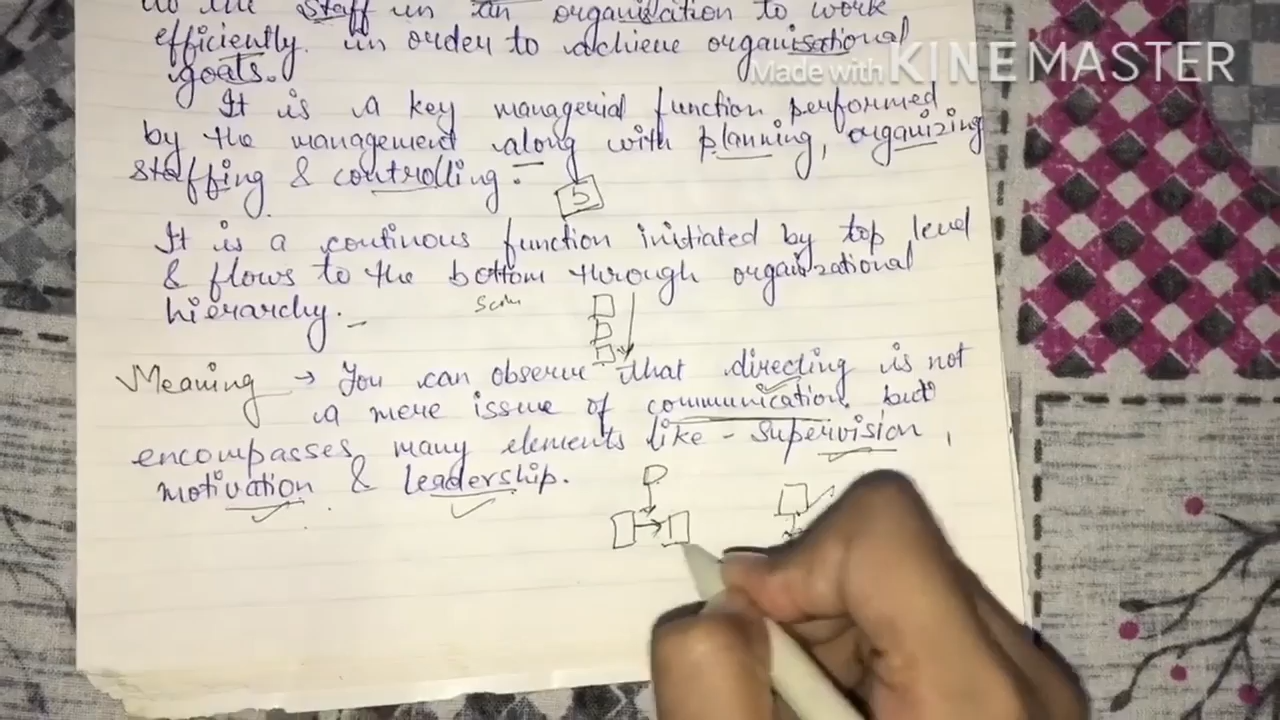 to the staff in an organisation to work
efficiently in order to achieve organisational
goals.
Made with KINEMASTER
It is a key managerial function performed
by the management along with planning, organizing
staffing & controlling.
5
It is a continous function initiated by top level
& flows to the bottom through organizational
hierarchy.
Meaning → You can observe that directing is not
a mere issue of communication but
encompasses many elements like - supervision,
motivation & leadership.